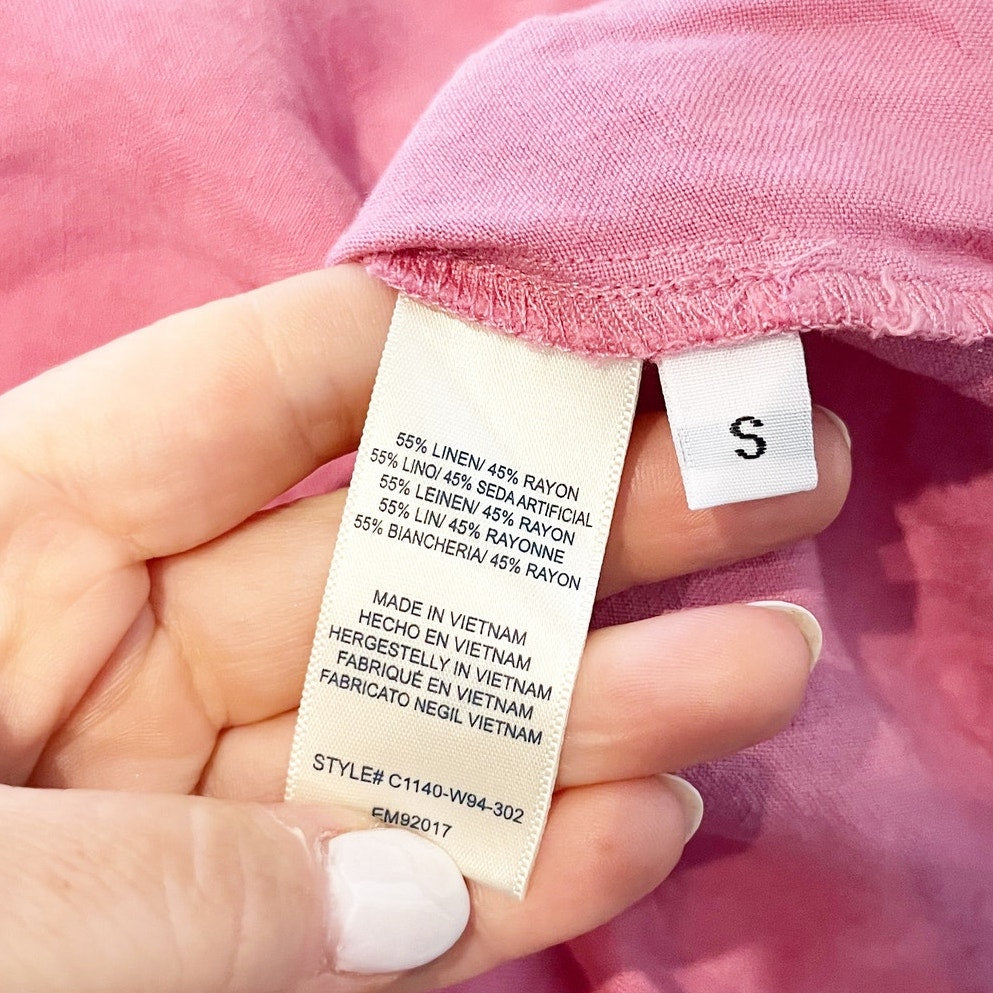 55% LINEN/ 45% RAYON
55% LINO/ 45% SEDA ARTIFICIAL
55% LEINEN/ 45% RAYON
55% LIN/ 45% RAYONNE
55% BIANCHERIA/ 45% RAYON
MADE IN VIETNAM
HECHO EN VIETNAM
HERGESTELLY IN VIETNAM
FABRIQUÉ EN VIETNAM
FABRICATO NEGIL VIETNAM
STYLE# C1140-W94-302
EM92017
S